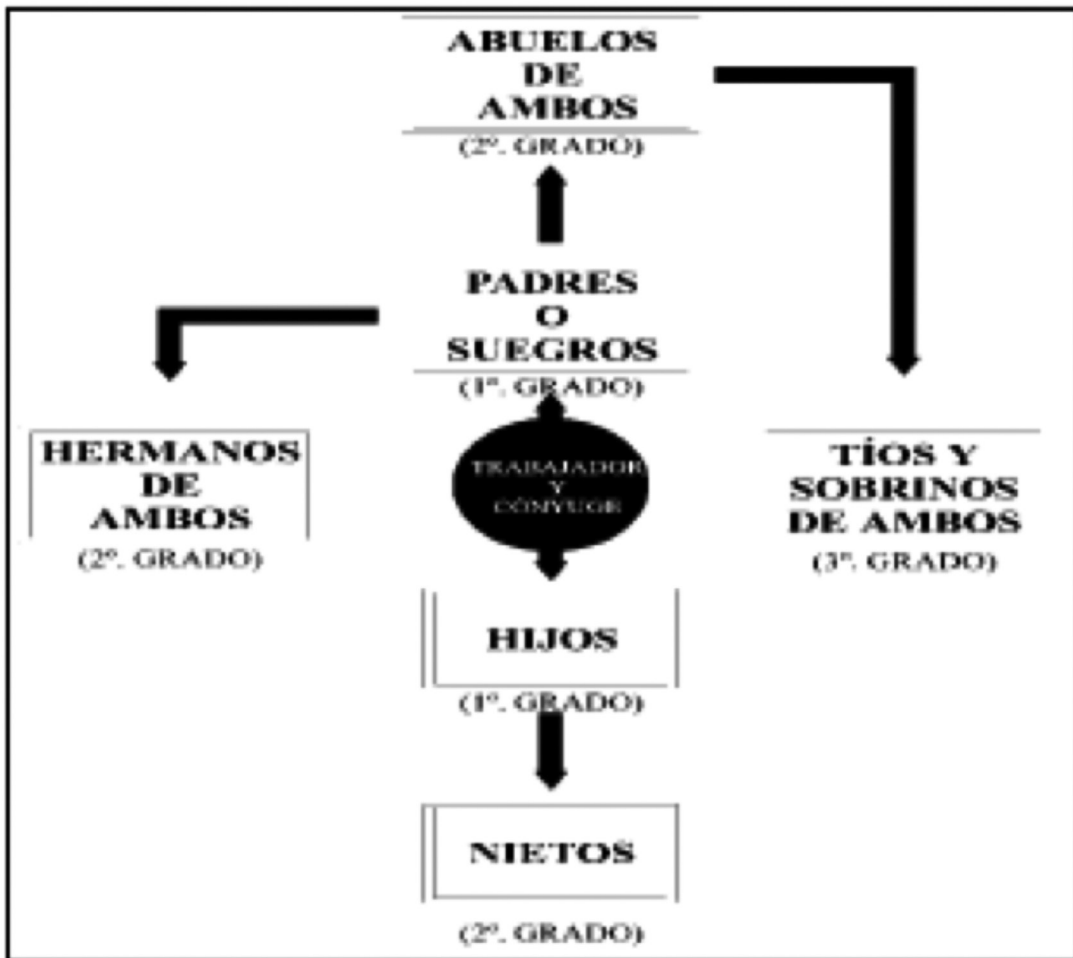 ABUELOS
DE
AMBOS
(2º. GRADO)
PADRES
O
SUEGROS
(1º. GRADO)
HERMANOS
DE
AMBOS
(2º. GRADO)
TRABAJADOR
Y
CÓNYUGE
TÍOS Y
SOBRINOS
DE AMBOS
(3º. GRADO)
HIJOS
(1º. GRADO)
NIETOS
(2º. GRADO)